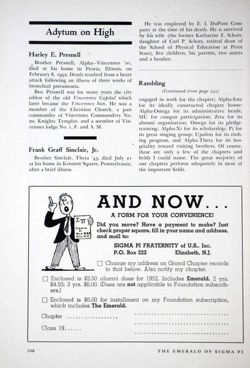 Adytum on High
Harley E. Presnell
Brother Presnell, Alpha–Vincennes '01,
died at his home in Peoria, Illinois, on
February 8, 1952. Death resulted from a heart
attack following an illness of three weeks of
bronchial pneumonia.
Bro. Presnell was for many years the city
editor of the old Vincennes Capital which
later became the Vincennes Sun. He was a
member of the Christian Church, a past
commander of Vincennes Commandery No.
20, Knights Templar, and a member of Vin-
cennes lodge No. 1, F. and A. M.
Frank Graf Sinclair, Jr.
Brother Sinclair, Theta '43, died July 21
at his home in Kennett Square, Pennsylvania,
after a brief illness.
He was employed by E. I. DuPont Com-
pany at the time of his death. He is survived
by his wife (the former Katharine E. Schott,
daughter of Carl P. Schott, retired dean of
the School of Physical Education at Penn
State), five children, his parents, two sisters
and a brother.
Rambling
(Continued from page 221)
engaged in work for the chapter; Alpha-Iota
for its ideally constructed chapter house;
Alpha-Omega for its administrative heads;
MU for campus participation; Zeta for its
alumni organization; Omega for its pledge-
training; Alpha-Xi for its scholarship; Pi for
its great singing group; Upsilon for its rush-
ing program, and Alpha-Theta for its hos-
pitality toward visiting brothers. Of course,
these are only a few of the chapters and
fields I could name. The great majority of
our chapters perform adequately in most of
the important fields.
AND NOW...
A FORM FOR YOUR CONVENIENCE!
Did you move? Have a payment to make? Just
check proper square, fill in your name and address,
and mail to:
SIGMA PI FRATERNITY of U.S., Inc.
P.O. Box 222 Elizabeth, N.J.
Change my address on Grand Chapter records
to that below. Also notify my chapter.
Enclosed is $2.50 alumni dues for 1952. Includes Emerald. 2 yrs.
$4.50; 3 yrs. $6.00. (Dues are not applicable to Foundation subscrib-
ers.)
Enclosed is $6.00 for installment on my Foundation subscription,
which includes The Emerald.
Chapter
Class 19
THE EMERALD OF SIGMA PI